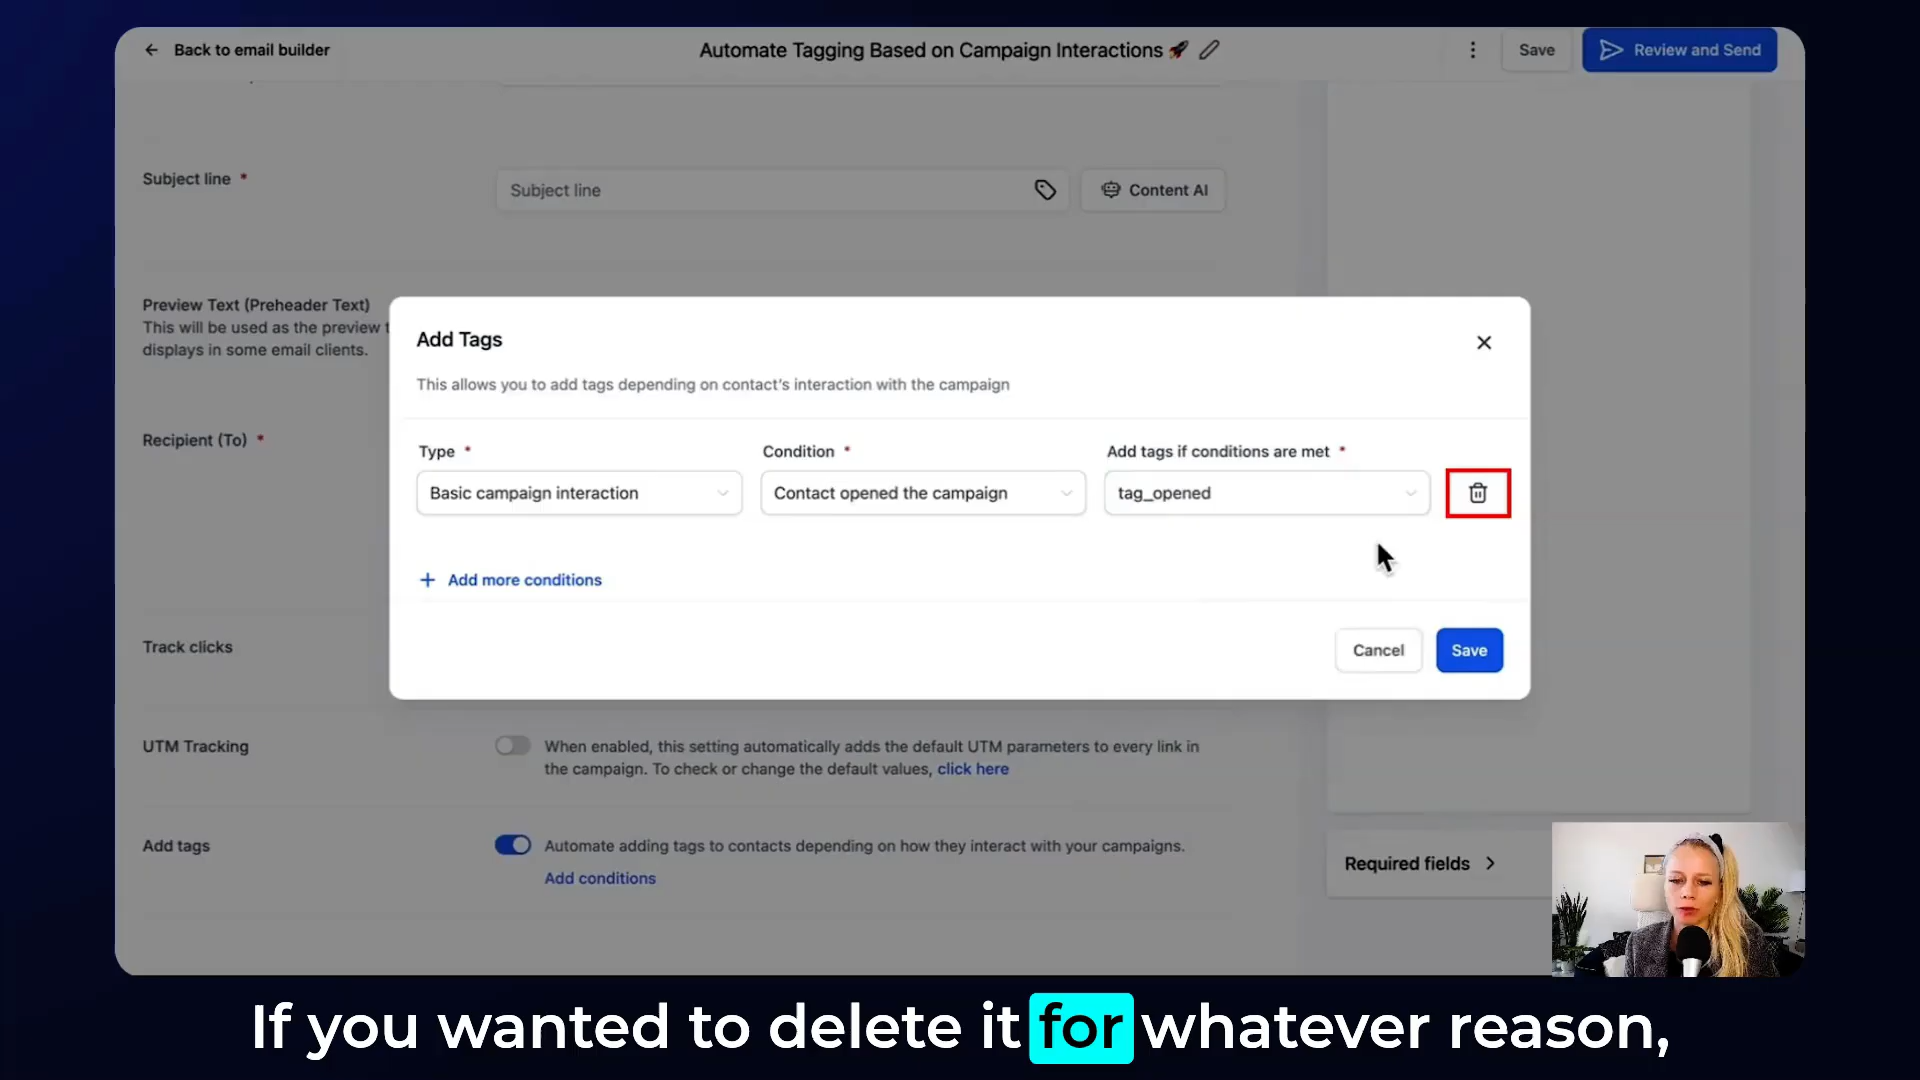 Back to email builder
Automate Tagging Based on Campaign Interactions 🚀
Save
Review and Send
Subject line *
Subject line
Content AI
Preview Text (Preheader Text)
This will be used as the preview t
displays in some email clients.
Add Tags
This allows you to add tags depending on contact's interaction with the campaign
Recipient (To) *
Type *
Condition *
Add tags if conditions are met *
Basic campaign interaction
Contact opened the campaign
tag_opened
+ Add more conditions
Cancel
Save
Track clicks
UTM Tracking
When enabled, this setting automatically adds the default UTM parameters to every link in
the campaign. To check or change the default values, click here
Add tags
Automate adding tags to contacts depending on how they interact with your campaigns.
Add conditions
Required fields
If you wanted to delete it for whatever reason,